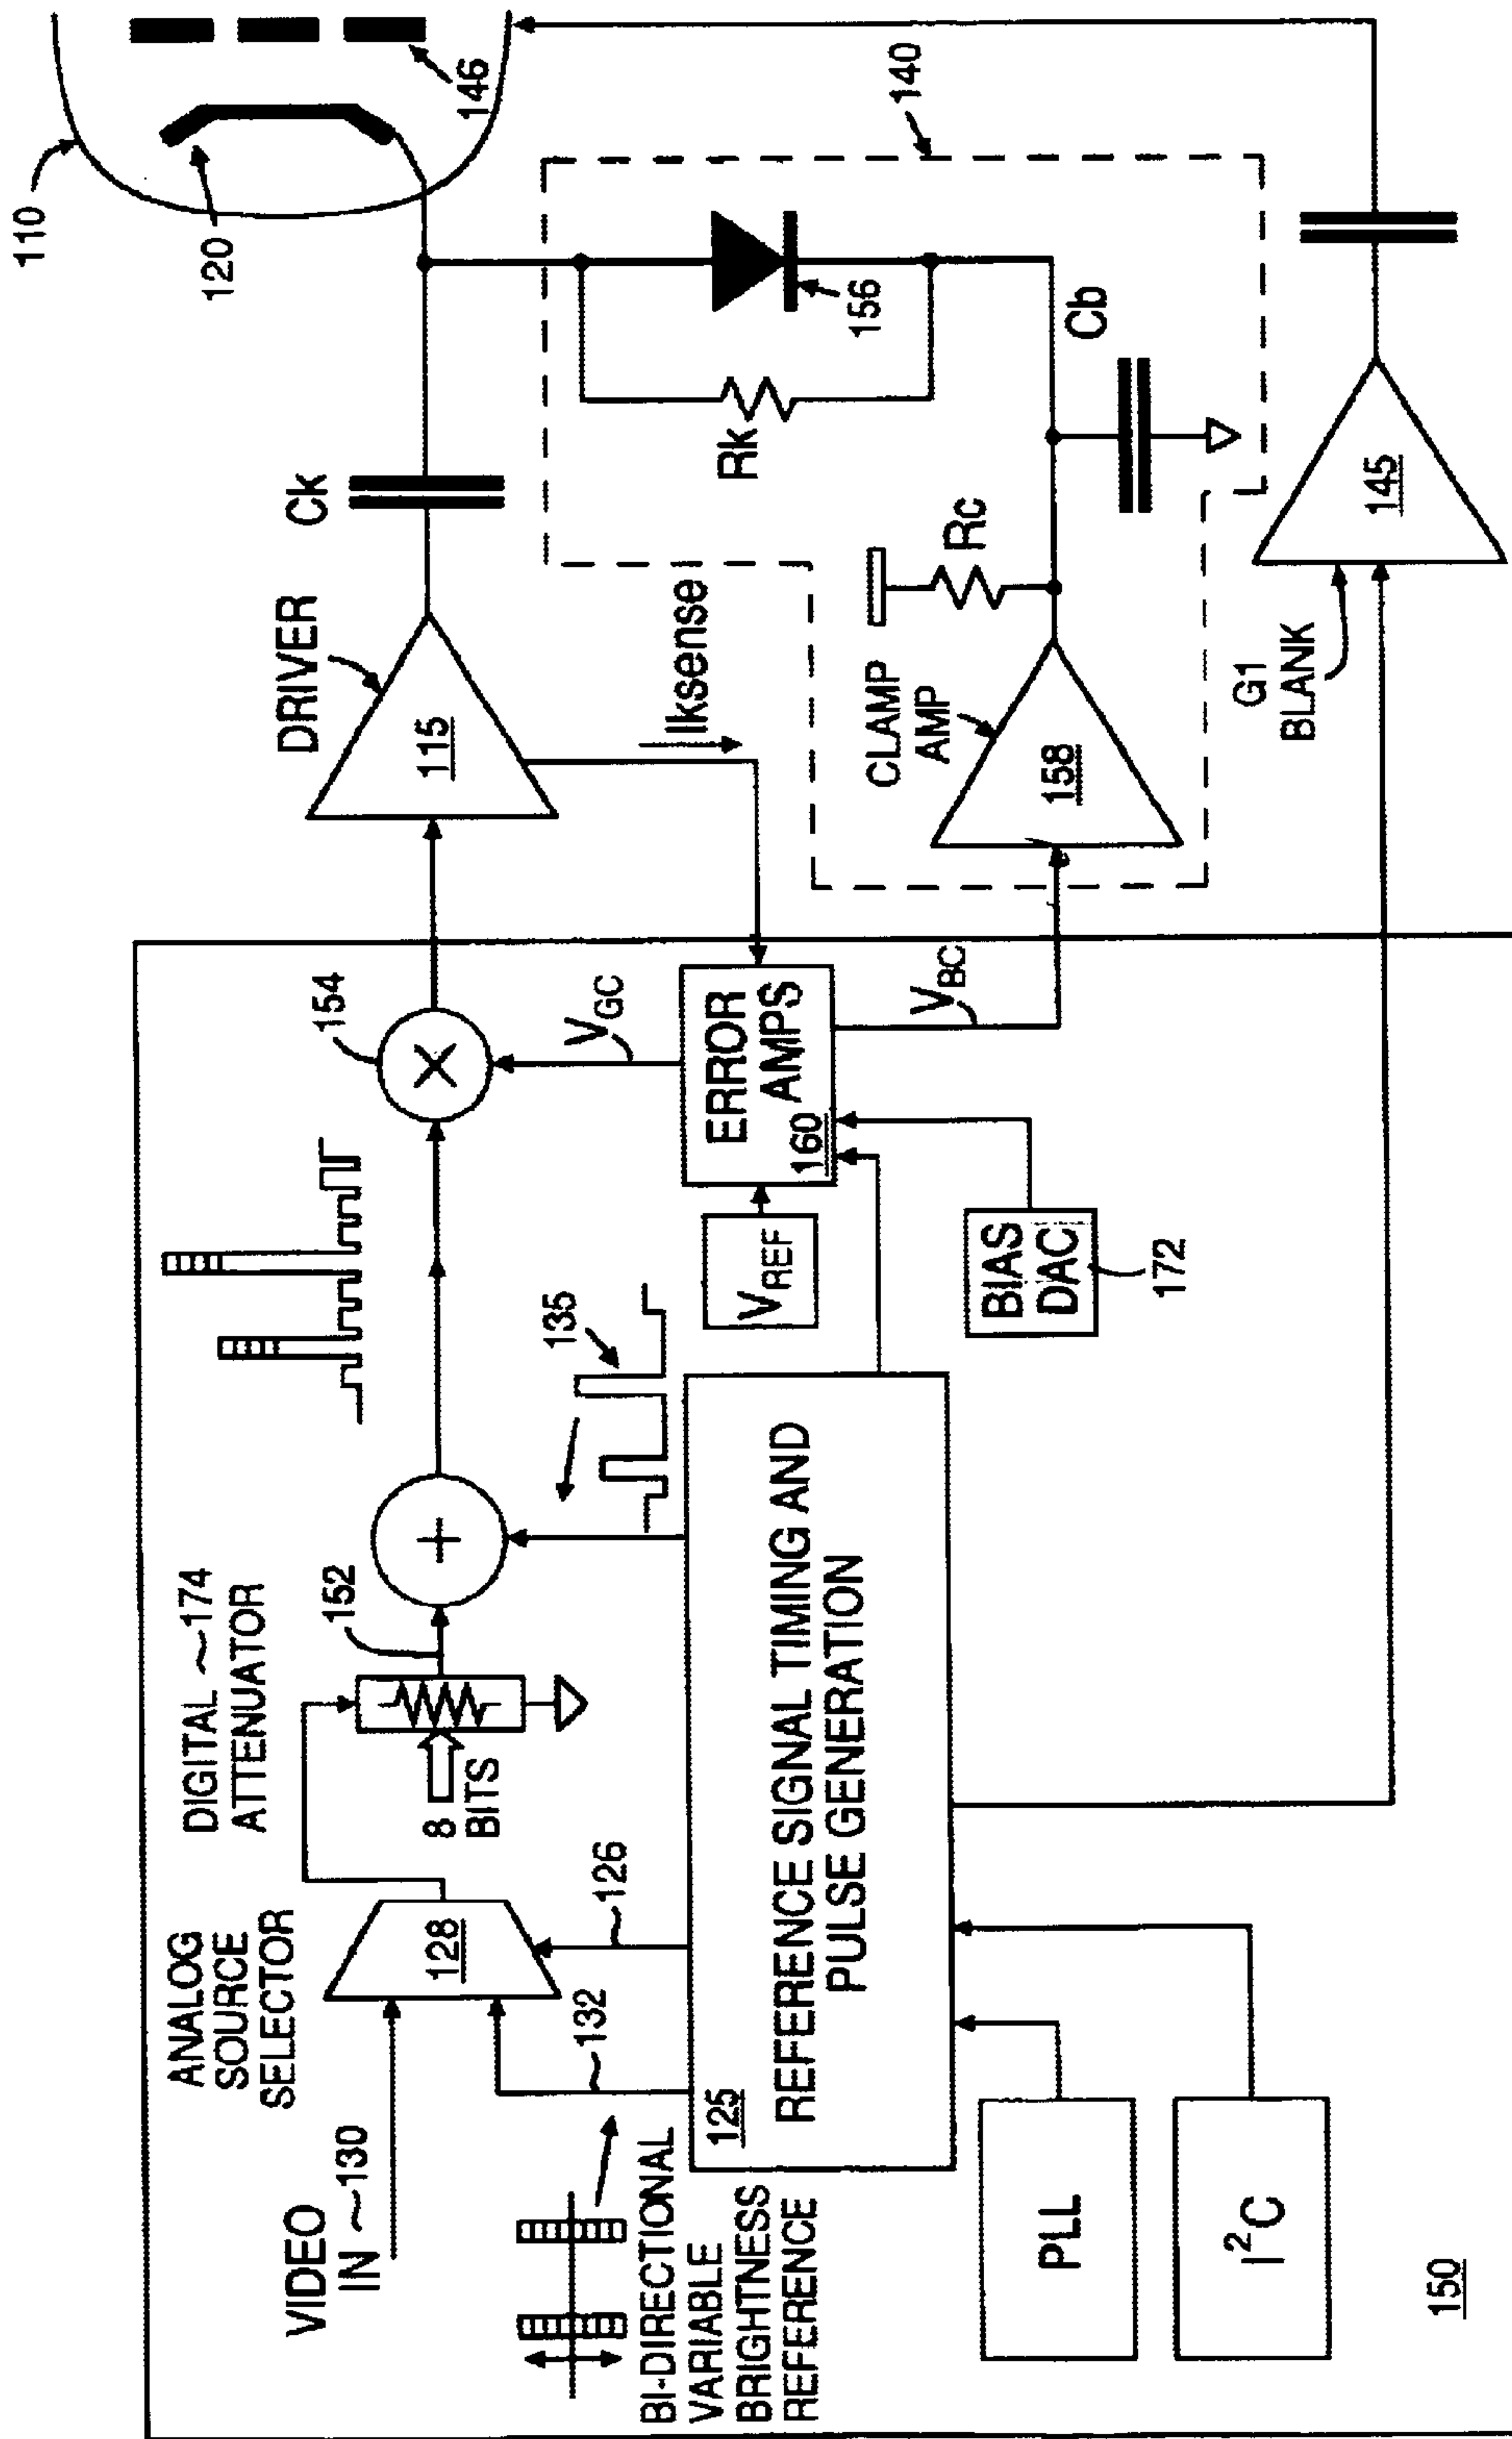 VIDEO
IN ~130
ANALOG
SOURCE
SELECTOR
128
DIGITAL ~174
ATTENUATOR
8
BITS
152
+
154
X
DRIVER
115
Ck
110
120
146
BI-DIRECTIONAL
VARIABLE
BRIGHTNESS
REFERENCE
132
126
135
VGC
Iksense
125
REFERENCE SIGNAL TIMING AND
PULSE GENERATION
VREF
ERROR
AMPS
160
VBC
BIAS
DAC
172
CLAMP
AMP
158
Rc
Rk
156
Cb
140
PLL
I²C
G1
BLANK
145
150